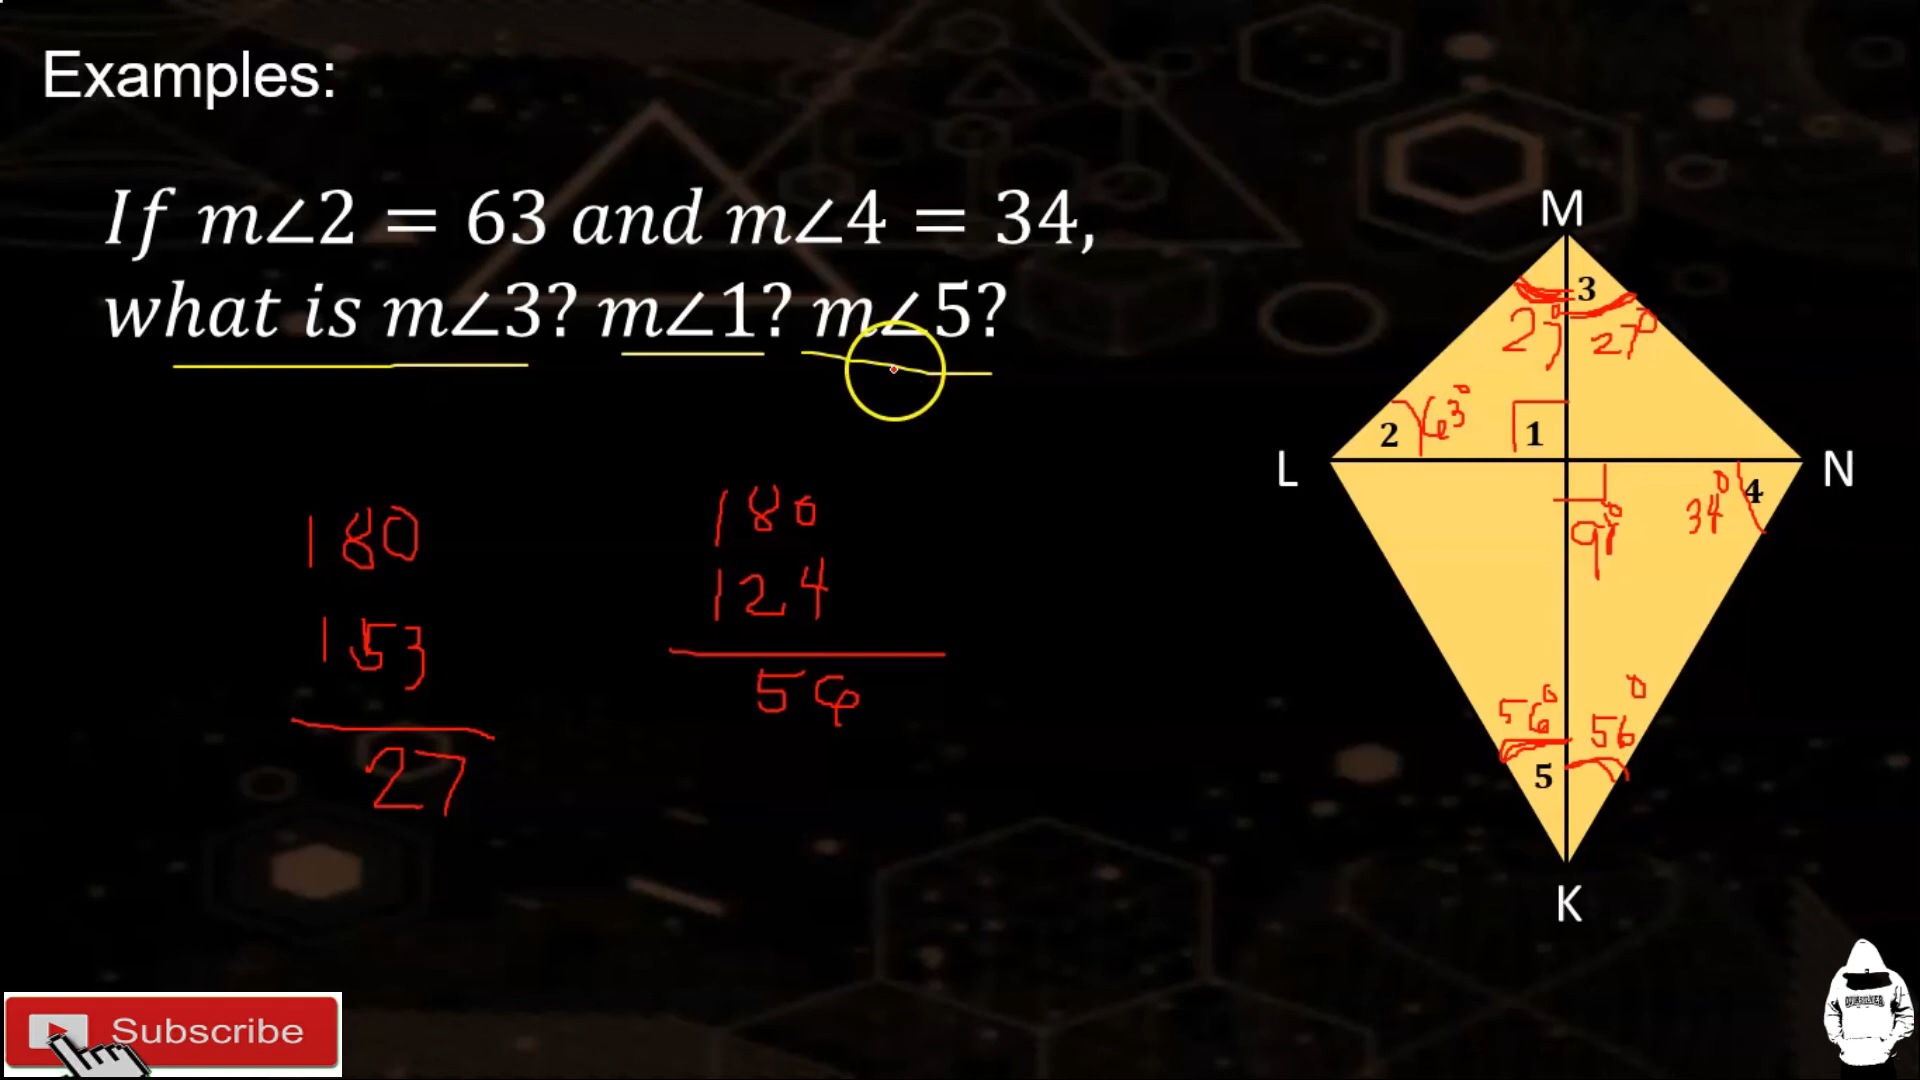 Examples:
If m∠2 = 63 and m∠4 = 34,
what is m∠3? m∠1? m∠5?
M
3
27 27°
2 63° 1
L N
34° 4
180 180
153 124
27 56
56° 56°
5
K
Subscribe
QUIKSILVER